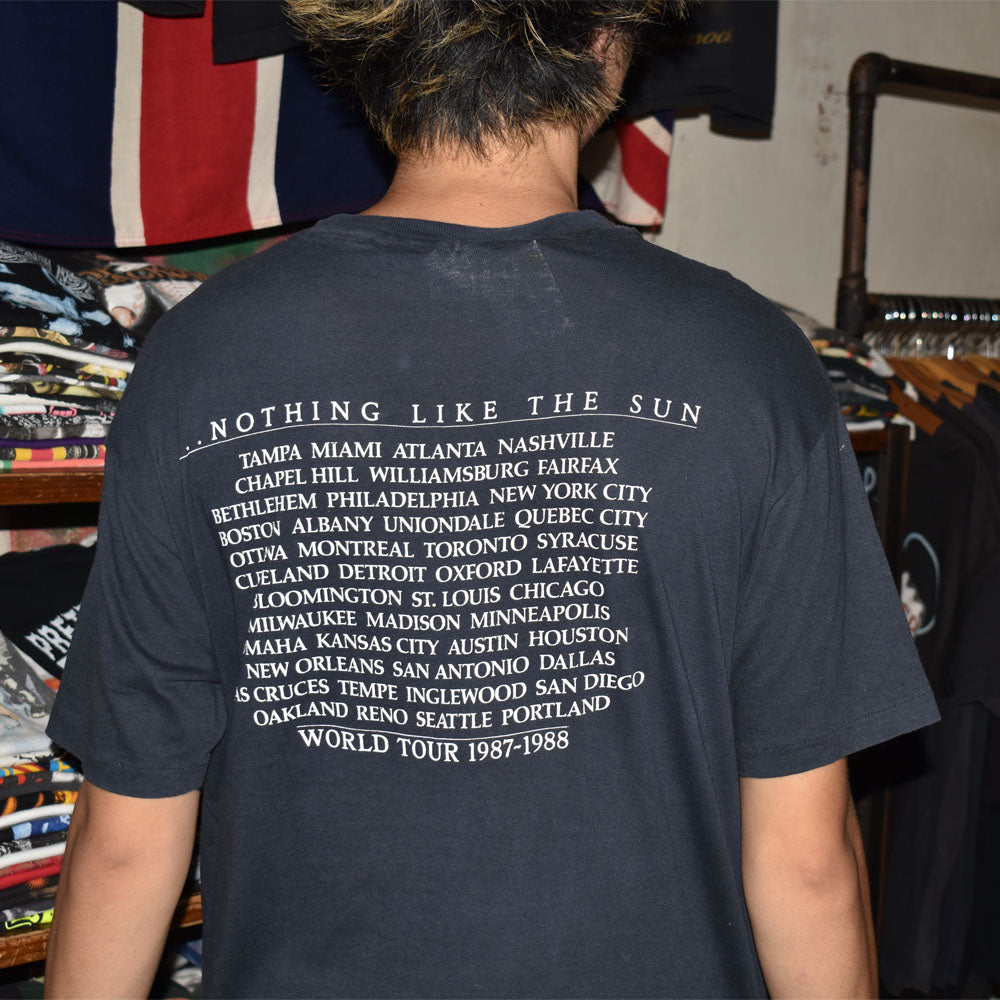 ..NOTHING LIKE THE SUN
TAMPA MIAMI ATLANTA NASHVILLE
CHAPEL HILL WILLIAMSBURG FAIRFAX
BETHLEHEM PHILADELPHIA NEW YORK CITY
BOSTON ALBANY UNIONDALE QUEBEC CITY
OTTAWA MONTREAL TORONTO SYRACUSE
CLEVELAND DETROIT OXFORD LAFAYETTE
BLOOMINGTON ST. LOUIS CHICAGO
MILWAUKEE MADISON MINNEAPOLIS
OMAHA KANSAS CITY AUSTIN HOUSTON
NEW ORLEANS SAN ANTONIO DALLAS
AS CRUCES TEMPE INGLEWOOD SAN DIEGO
OAKLAND RENO SEATTLE PORTLAND
WORLD TOUR 1987-1988